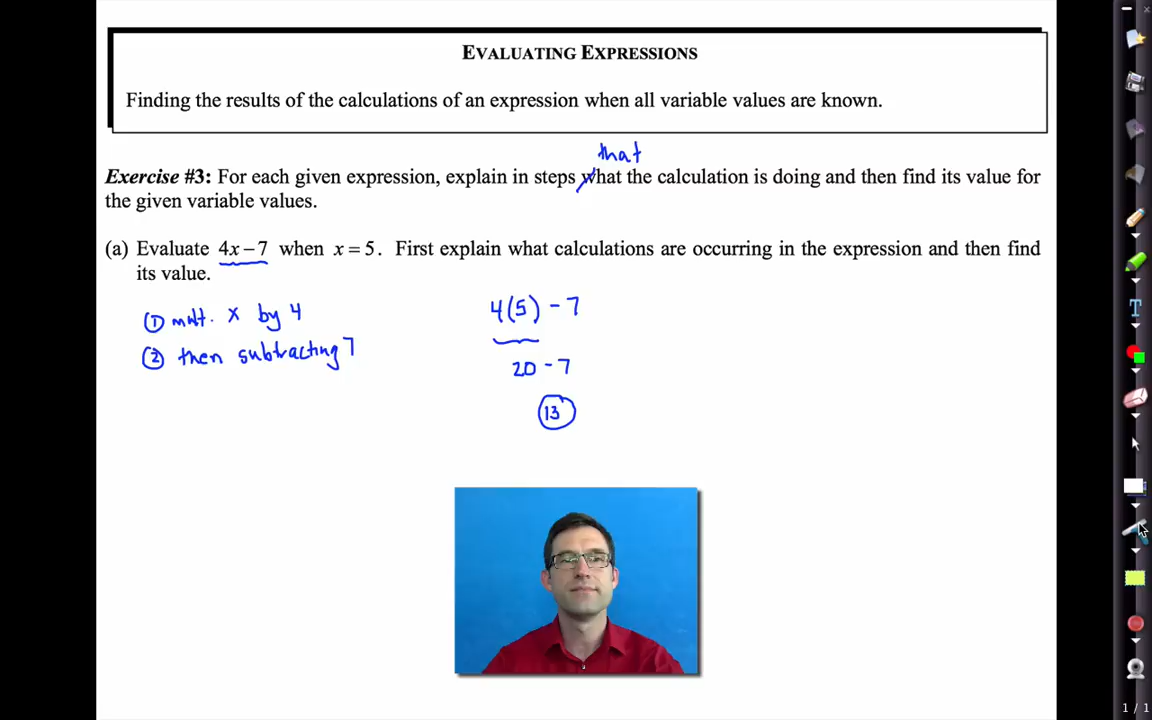 EVALUATING EXPRESSIONS
Finding the results of the calculations of an expression when all variable values are known.
that
Exercise #3: For each given expression, explain in steps what the calculation is doing and then find its value for
the given variable values.
(a) Evaluate 4x − 7 when x = 5. First explain what calculations are occurring in the expression and then find
its value.
① mult. x by 4
② then subtracting 7
4(5) - 7
20 - 7
13
1 / 1